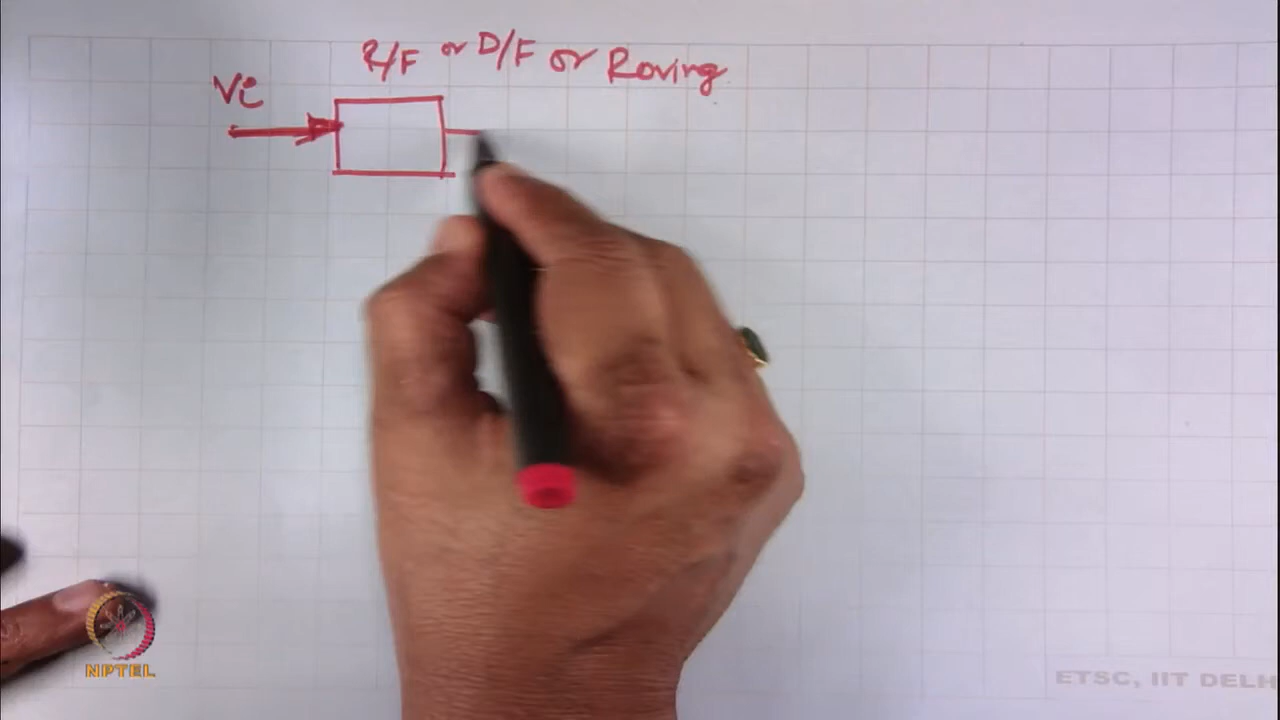 R/F or D/F or Roving
Vi
NPTEL
ETSC, IIT DELH